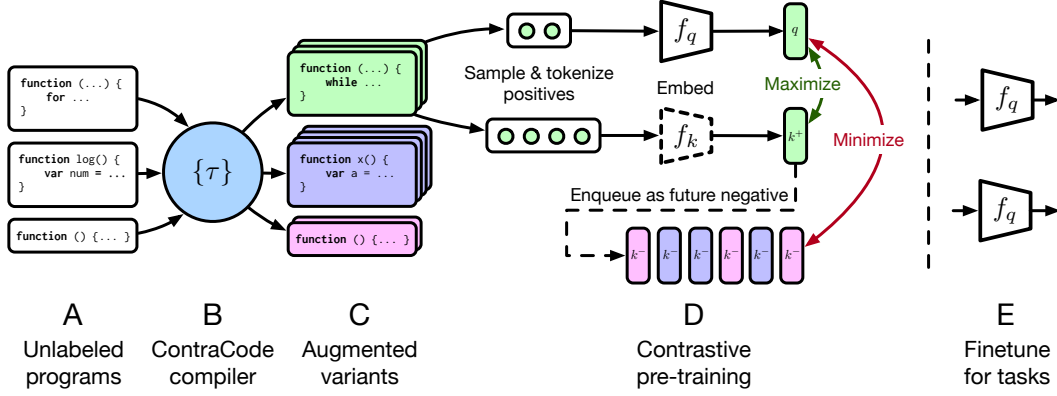 function (...) {
for ...
}
function log() {
var num = ...
}
function () {... }
{τ}
function (...) {
while ...
}
function x() {
var a = ...
}
function () {... }
Sample & tokenize
positives
f_q
q
Maximize
Embed
f_k
k⁺
Minimize
Enqueue as future negative
k⁻ k⁻ k⁻ k⁻ k⁻ k⁻
f_q
f_q
A
Unlabeled
programs
B
ContraCode
compiler
C
Augmented
variants
D
Contrastive
pre-training
E
Finetune
for tasks